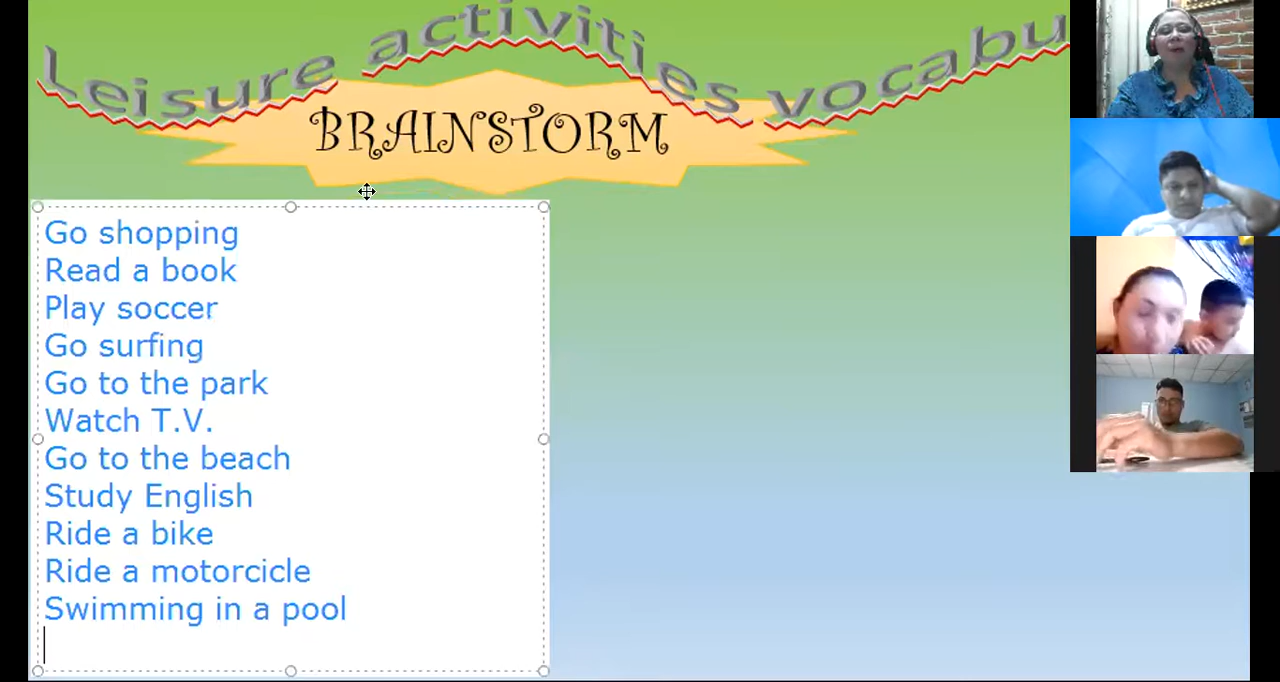 Leisure activities vocabu
BRAINSTORM
Go shopping
Read a book
Play soccer
Go surfing
Go to the park
Watch T.V.
Go to the beach
Study English
Ride a bike
Ride a motorcicle
Swimming in a pool